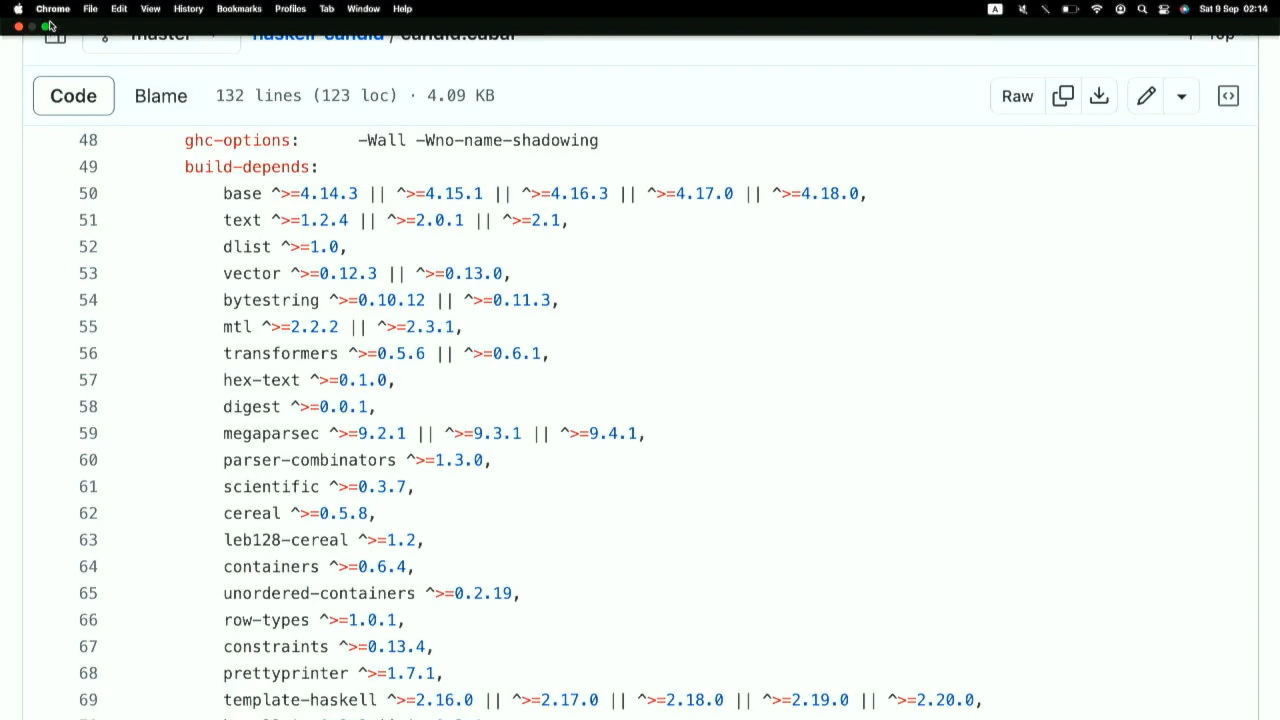 Chrome File Edit View History Bookmarks Profiles Tab Window Help A Sat 9 Sep 02:14
master haskell-candid / candid.cabal Top
Code Blame 132 lines (123 loc) · 4.09 KB Raw
48 ghc-options: -Wall -Wno-name-shadowing
49 build-depends:
50 base ^>=4.14.3 || ^>=4.15.1 || ^>=4.16.3 || ^>=4.17.0 || ^>=4.18.0,
51 text ^>=1.2.4 || ^>=2.0.1 || ^>=2.1,
52 dlist ^>=1.0,
53 vector ^>=0.12.3 || ^>=0.13.0,
54 bytestring ^>=0.10.12 || ^>=0.11.3,
55 mtl ^>=2.2.2 || ^>=2.3.1,
56 transformers ^>=0.5.6 || ^>=0.6.1,
57 hex-text ^>=0.1.0,
58 digest ^>=0.0.1,
59 megaparsec ^>=9.2.1 || ^>=9.3.1 || ^>=9.4.1,
60 parser-combinators ^>=1.3.0,
61 scientific ^>=0.3.7,
62 cereal ^>=0.5.8,
63 leb128-cereal ^>=1.2,
64 containers ^>=0.6.4,
65 unordered-containers ^>=0.2.19,
66 row-types ^>=1.0.1,
67 constraints ^>=0.13.4,
68 prettyprinter ^>=1.7.1,
69 template-haskell ^>=2.16.0 || ^>=2.17.0 || ^>=2.18.0 || ^>=2.19.0 || ^>=2.20.0,